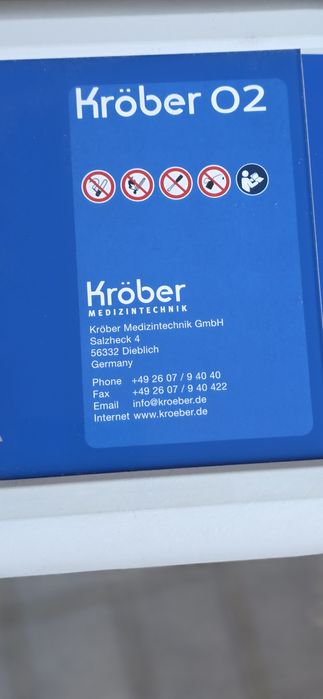 Kröber O2
Kröber
MEDIZINTECHNIK
Kröber Medizintechnik GmbH
Salzheck 4
56332 Dieblich
Germany
Phone +49 26 07 / 9 40 40
Fax +49 26 07 / 9 40 422
Email info@kroeber.de
Internet www.kroeber.de